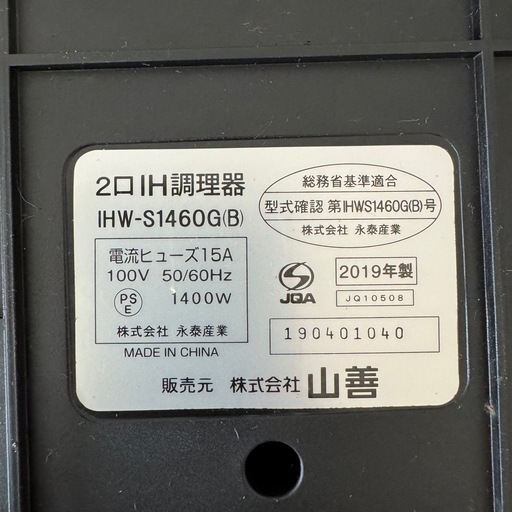 2口IH調理器
IHW-S1460G(B)
総務省基準適合
型式確認 第IHWS1460G(B)号
株式会社 永泰産業
電流ヒューズ15A
100V 50/60Hz
PSE 1400W
株式会社 永泰産業
MADE IN CHINA
JQA
2019年製
JQ10508
190401040
販売元 株式会社 山善